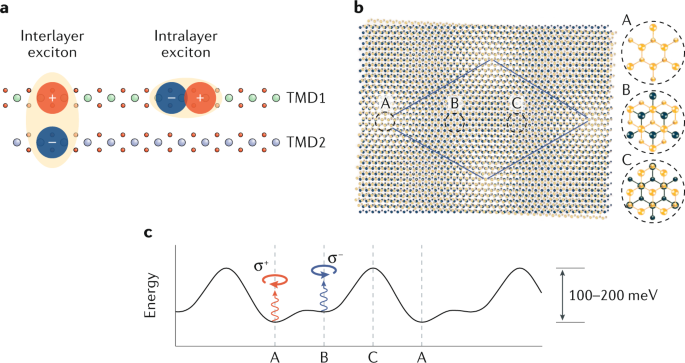 a
Interlayer
exciton
Intralayer
exciton
+
−
+
TMD1
−
TMD2
b
A
B
C
A
B
C
c
Energy
σ+
σ−
100–200 meV
A
B
C
A